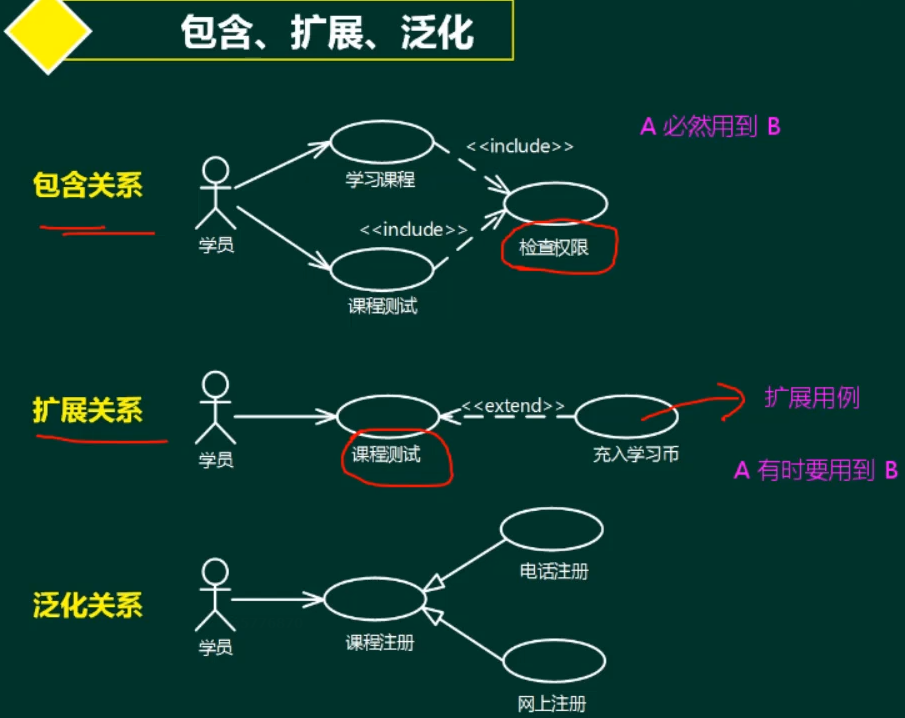 包含、扩展、泛化
A 必然用到 B
<<include>>
包含关系
学习课程
学员
<<include>>
检查权限
课程测试
扩展关系
<<extend>>
扩展用例
学员
课程测试
充入学习币
A 有时要用到 B
电话注册
泛化关系
学员
课程注册
网上注册